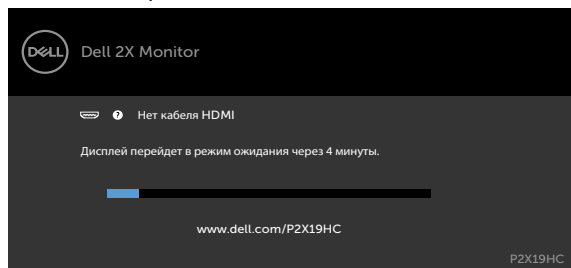 DELL
Dell 2X Monitor
? Нет кабеля HDMI
Дисплей перейдет в режим ожидания через 4 минуты.
www.dell.com/P2X19HC
P2X19HC